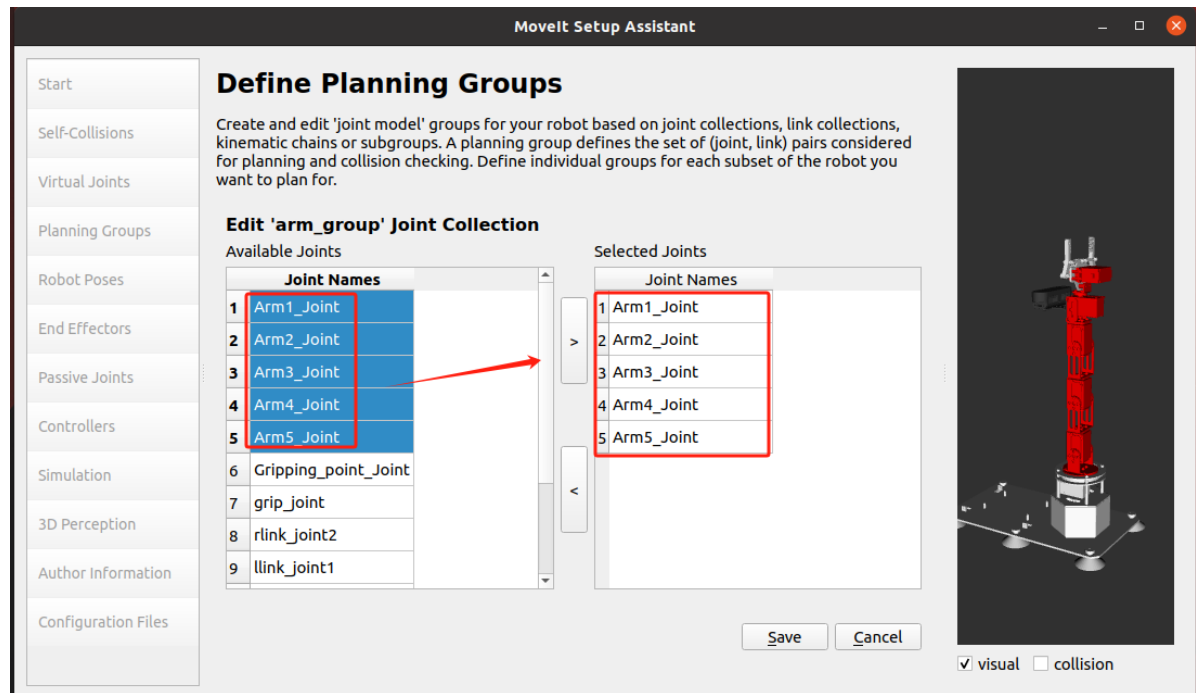 MoveIt Setup Assistant
Start
Self-Collisions
Virtual Joints
Planning Groups
Robot Poses
End Effectors
Passive Joints
Controllers
Simulation
3D Perception
Author Information
Configuration Files
Define Planning Groups
Create and edit 'joint model' groups for your robot based on joint collections, link collections,
kinematic chains or subgroups. A planning group defines the set of (joint, link) pairs considered
for planning and collision checking. Define individual groups for each subset of the robot you
want to plan for.
Edit 'arm_group' Joint Collection
Available Joints
Joint Names
1 Arm1_Joint
2 Arm2_Joint
3 Arm3_Joint
4 Arm4_Joint
5 Arm5_Joint
6 Gripping_point_Joint
7 grip_joint
8 rlink_joint2
9 llink_joint1
>
<
Selected Joints
Joint Names
1 Arm1_Joint
2 Arm2_Joint
3 Arm3_Joint
4 Arm4_Joint
5 Arm5_Joint
Save Cancel
visual collision